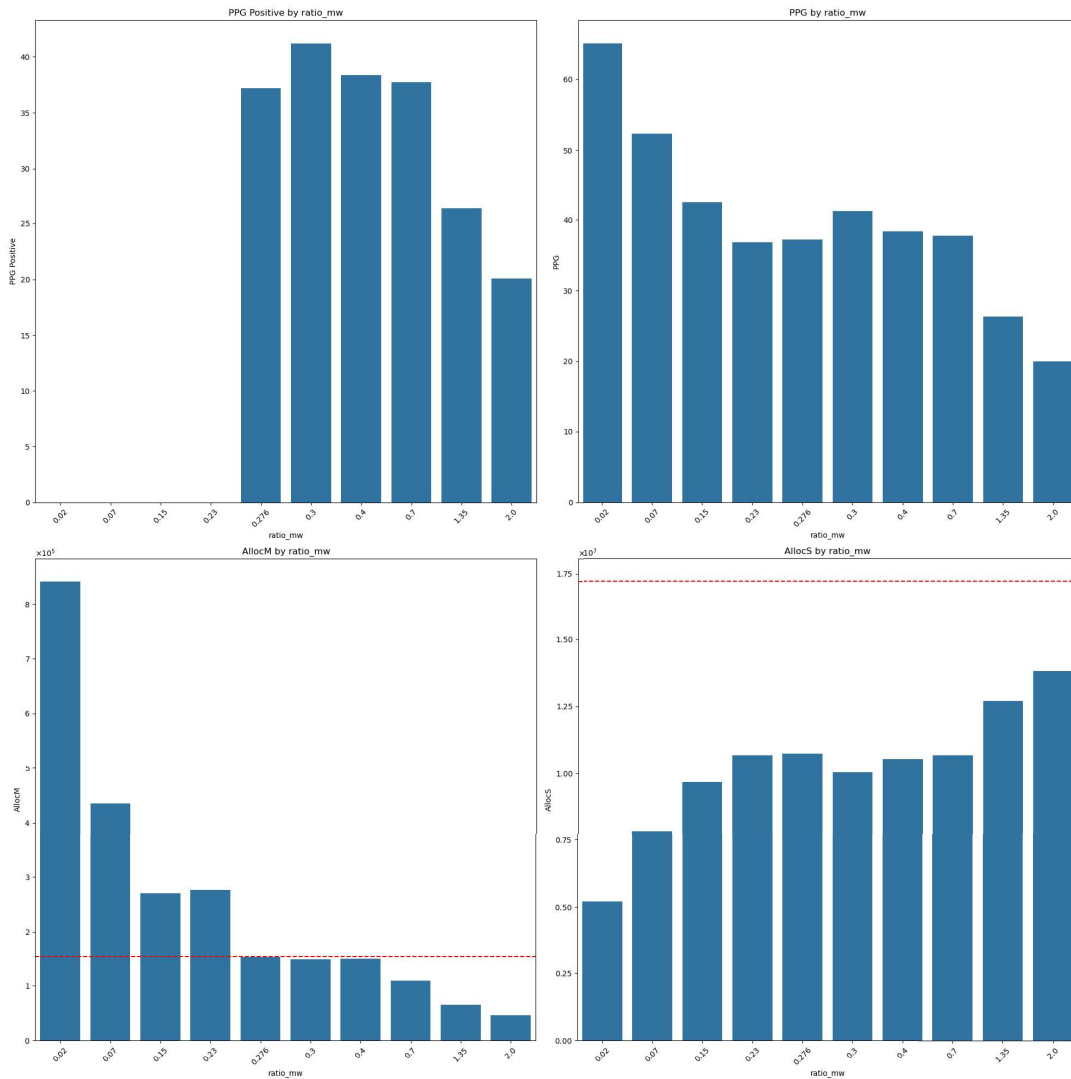 PPG Positive by ratio_mw
40
35
30
25
20
15
10
5
0
PPG Positive
0.02 0.07 0.15 0.23 0.276 0.3 0.4 0.7 1.35 2.0
ratio_mw
PPG by ratio_mw
60
50
40
30
20
10
0
PPG
0.02 0.07 0.15 0.23 0.276 0.3 0.4 0.7 1.35 2.0
ratio_mw
AllocM by ratio_mw
×10⁵
8
7
6
5
4
3
2
1
0
AllocM
0.02 0.07 0.15 0.23 0.276 0.3 0.4 0.7 1.35 2.0
ratio_mw
AllocS by ratio_mw
×10⁷
1.75
1.50
1.25
1.00
0.75
0.50
0.25
0.00
AllocS
0.02 0.07 0.15 0.23 0.276 0.3 0.4 0.7 1.35 2.0
ratio_mw